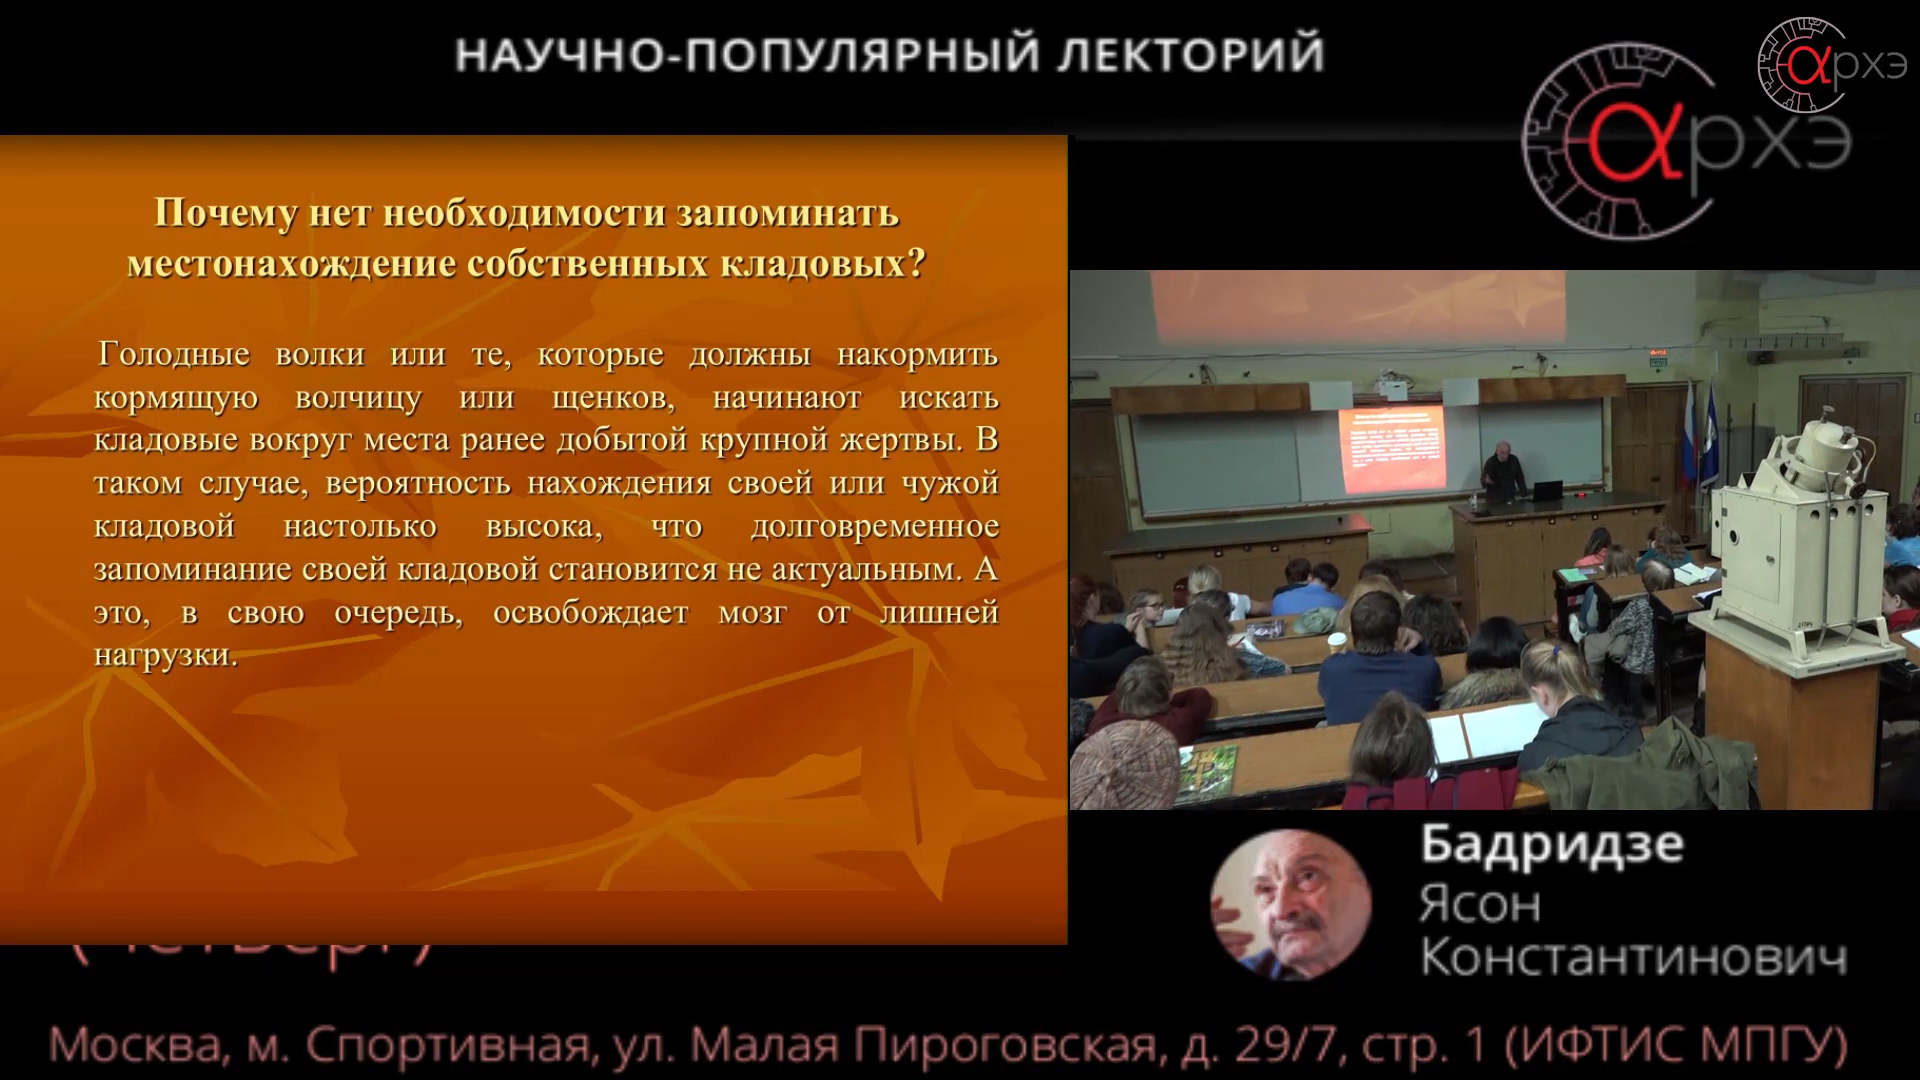 НАУЧНО-ПОПУЛЯРНЫЙ ЛЕКТОРИЙ
αрхэ
αрхэ
Почему нет необходимости запоминать
местонахождение собственных кладовых?
Голодные волки или те, которые должны накормить
кормящую волчицу или щенков, начинают искать
кладовые вокруг места ранее добытой крупной жертвы. В
таком случае, вероятность нахождения своей или чужой
кладовой настолько высока, что долговременное
запоминание своей кладовой становится не актуальным. А
это, в свою очередь, освобождает мозг от лишней
нагрузки.
Бадридзе
Ясон
Константинович
(четверг)
Москва, м. Спортивная, ул. Малая Пироговская, д. 29/7, стр. 1 (ИФТИС МПГУ)